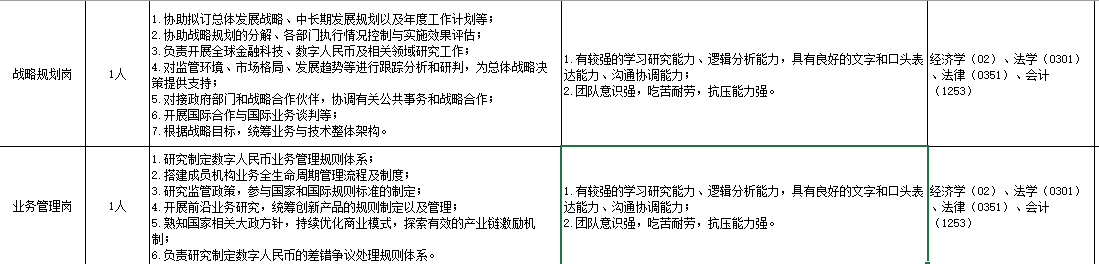 战略规划岗
1人
1.协助拟订总体发展战略、中长期发展规划以及年度工作计划等；
2.协助战略规划的分解、各部门执行情况控制与实施效果评估；
3.负责开展全球金融科技、数字人民币及相关领域研究工作；
4.对监管环境、市场格局、发展趋势等进行跟踪分析和研判，为总体战略决
策提供支持；
5.对接政府部门和战略合作伙伴，协调有关公共事务和战略合作；
6.开展国际合作与国际业务谈判等；
7.根据战略目标，统筹业务与技术整体架构。
1.有较强的学习研究能力、逻辑分析能力，具有良好的文字和口头表
达能力、沟通协调能力；
2.团队意识强，吃苦耐劳，抗压能力强。
经济学（02）、法学（0301）
、法律（0351）、会计
（1253）
业务管理岗
1人
1.研究制定数字人民币业务管理规则体系；
2.搭建成员机构业务全生命周期管理流程及制度；
3.研究监管政策，参与国家和国际规则标准的制定；
4.开展前沿业务研究，统筹创新产品的规则制定以及管理；
5.熟知国家相关大政方针，持续优化商业模式，探索有效的产业链激励机
制；
6.负责研究制定数字人民币的差错争议处理规则体系。
1.有较强的学习研究能力、逻辑分析能力，具有良好的文字和口头表
达能力、沟通协调能力；
2.团队意识强，吃苦耐劳，抗压能力强。
经济学（02）、法学（0301）
、法律（0351）、会计
（1253）